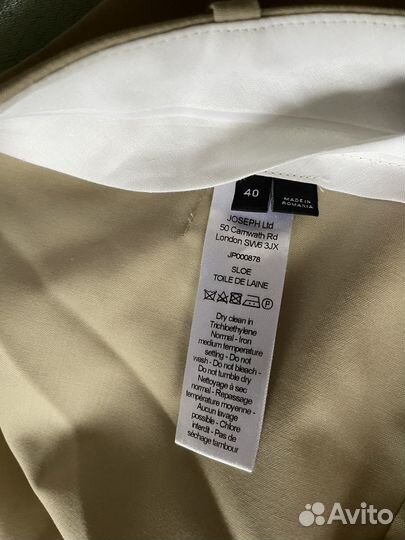 40
MADE IN
ROMANIA
JOSEPH Ltd
50 Carnwath Rd
London SW6 3JX
JP000878
SLOE
TOILE DE LAINE
P
Dry clean in
Trichloethylene
Normal - Iron
medium temperature
setting - Do not
wash - Do not bleach -
Do not tumble dry
Nettoyage à sec
normal - Repassage
température moyenne -
Aucun lavage
possible - Chlore
interdit - Pas de
séchage tambour
Avito